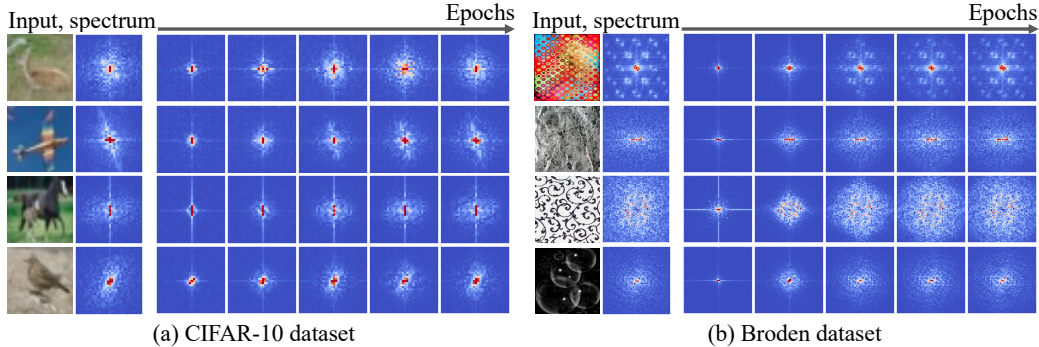 Input, spectrum
Epochs
Input, spectrum
Epochs
(a) CIFAR-10 dataset
(b) Broden dataset